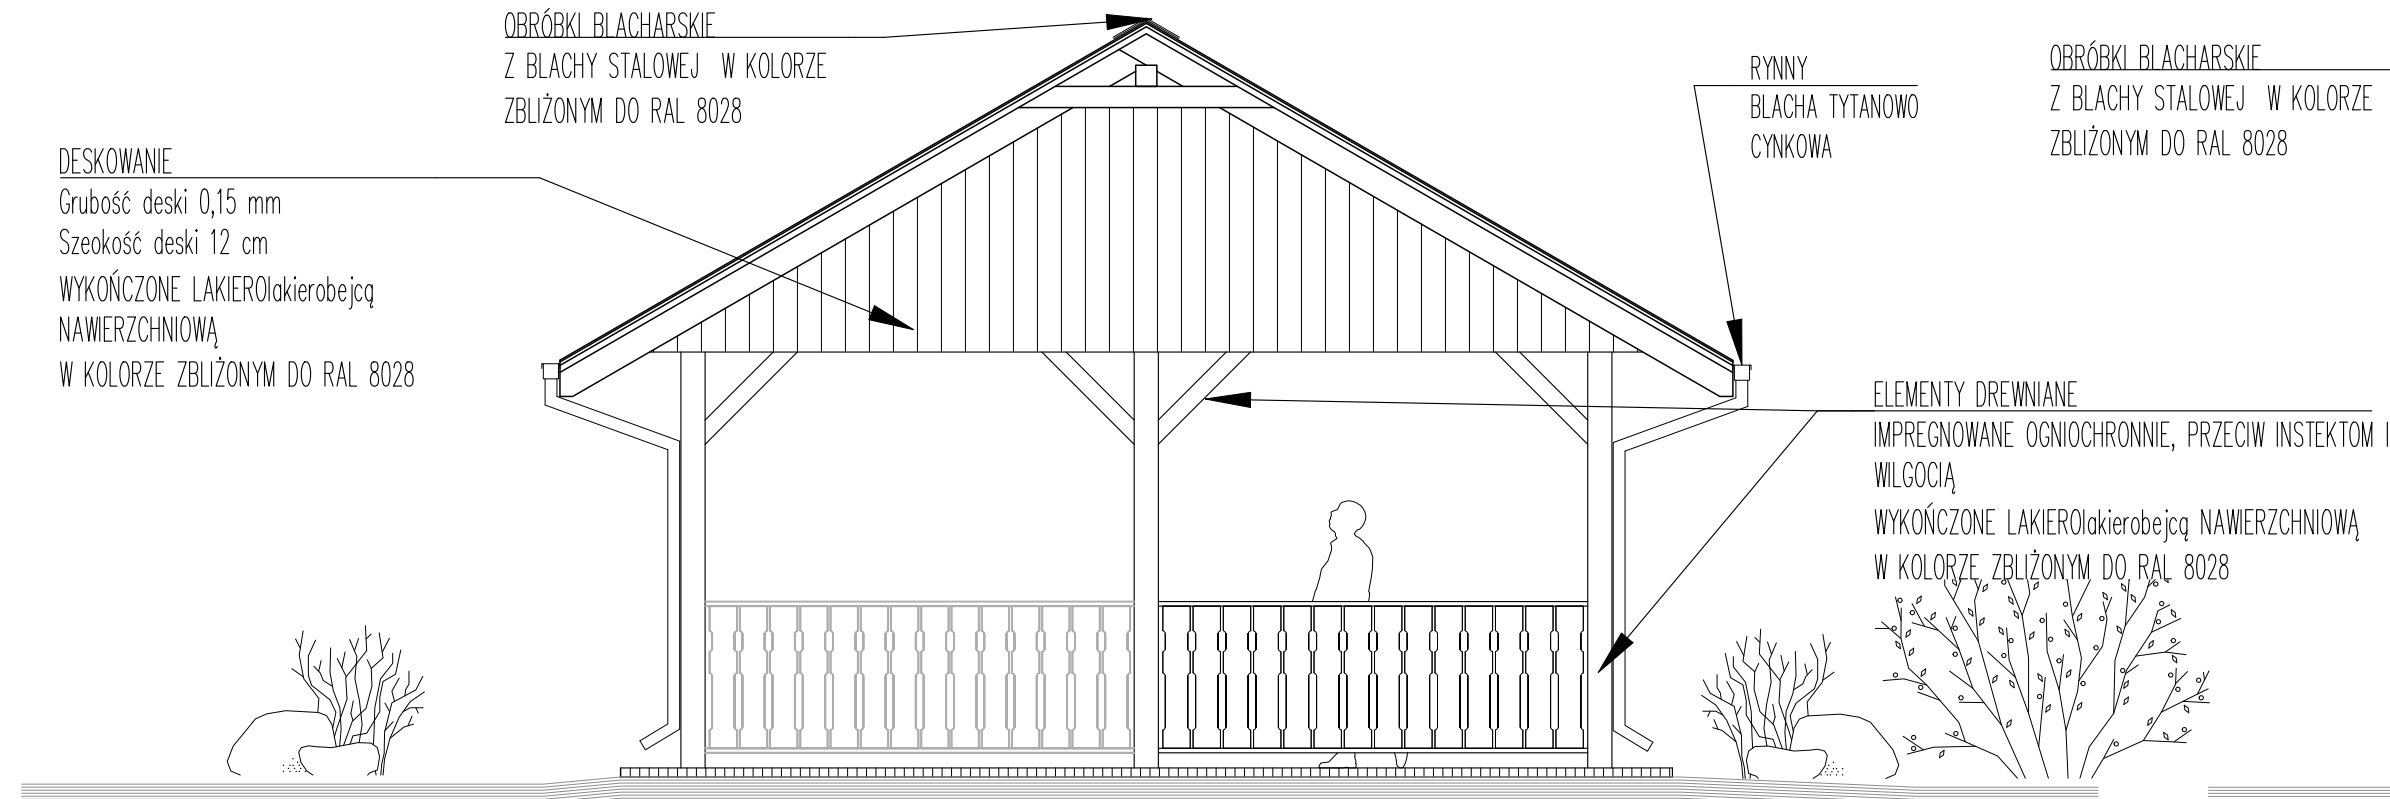 OBRÓBKI BLACHARSKIE
Z BLACHY STALOWEJ W KOLORZE
ZBLIŻONYM DO RAL 8028
RYNNY
BLACHA TYTANOWO
CYNKOWA
OBRÓBKI BLACHARSKIE
Z BLACHY STALOWEJ W KOLORZE
ZBLIŻONYM DO RAL 8028
DESKOWANIE
Grubość deski 0,15 mm
Szeokość deski 12 cm
WYKOŃCZONE LAKIEROlakierobejcą
NAWIERZCHNIOWĄ
W KOLORZE ZBLIŻONYM DO RAL 8028
ELEMENTY DREWNIANE
IMPREGNOWANE OGNIOCHRONNIE, PRZECIW INSTEKTOM I
WILGOCIĄ
WYKOŃCZONE LAKIEROlakierobejcą NAWIERZCHNIOWĄ
W KOLORZE ZBLIŻONYM DO RAL 8028